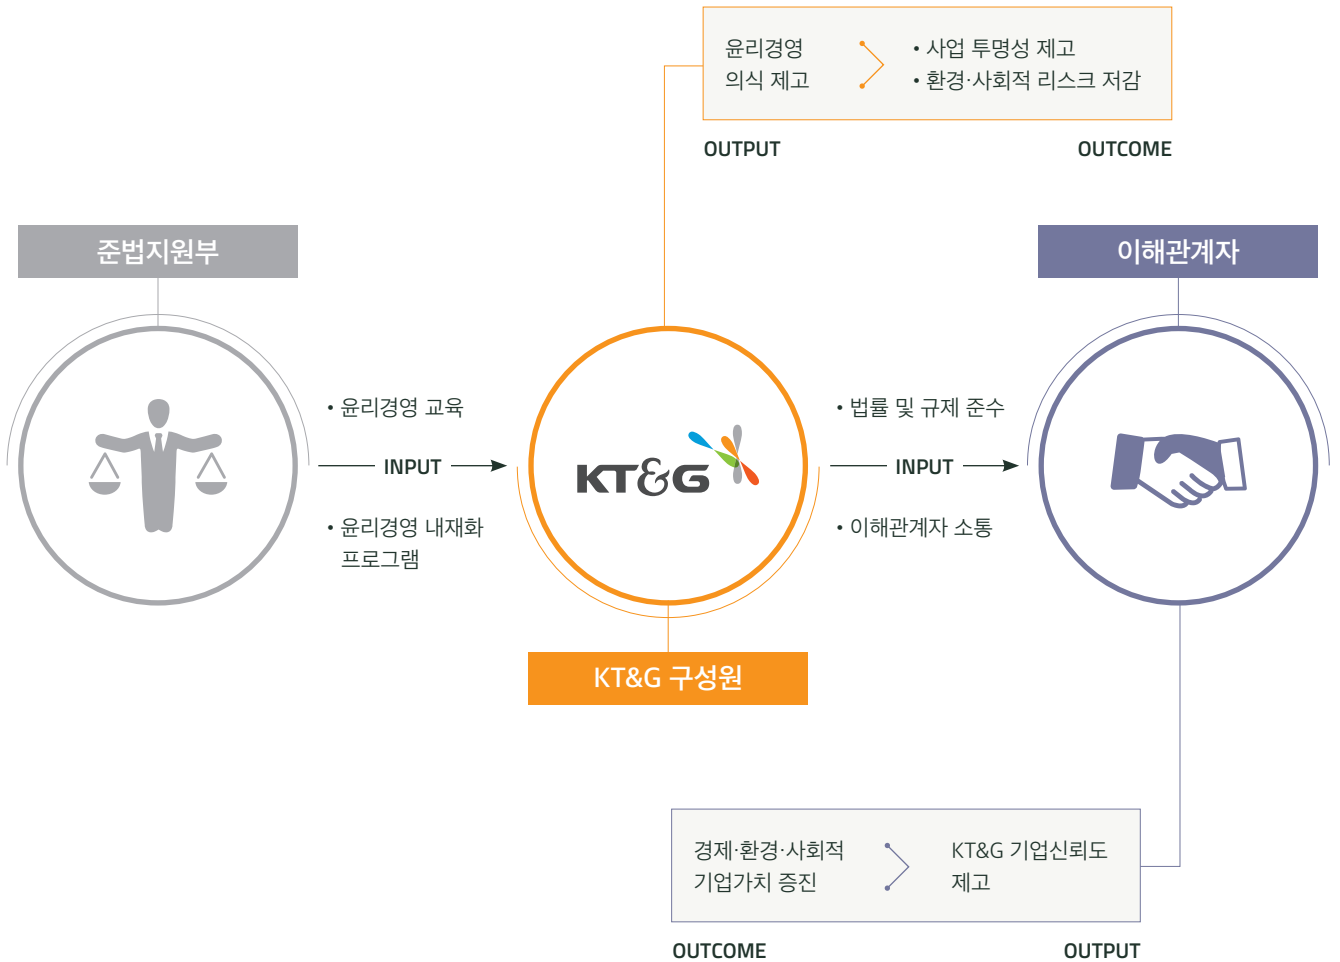 윤리경영
의식 제고
• 사업 투명성 제고
• 환경·사회적 리스크 저감
OUTPUT
OUTCOME
준법지원부
이해관계자
• 윤리경영 교육
INPUT
• 윤리경영 내재화
프로그램
KT&G
• 법률 및 규제 준수
INPUT
• 이해관계자 소통
KT&G 구성원
경제·환경·사회적
기업가치 증진
KT&G 기업신뢰도
제고
OUTCOME
OUTPUT